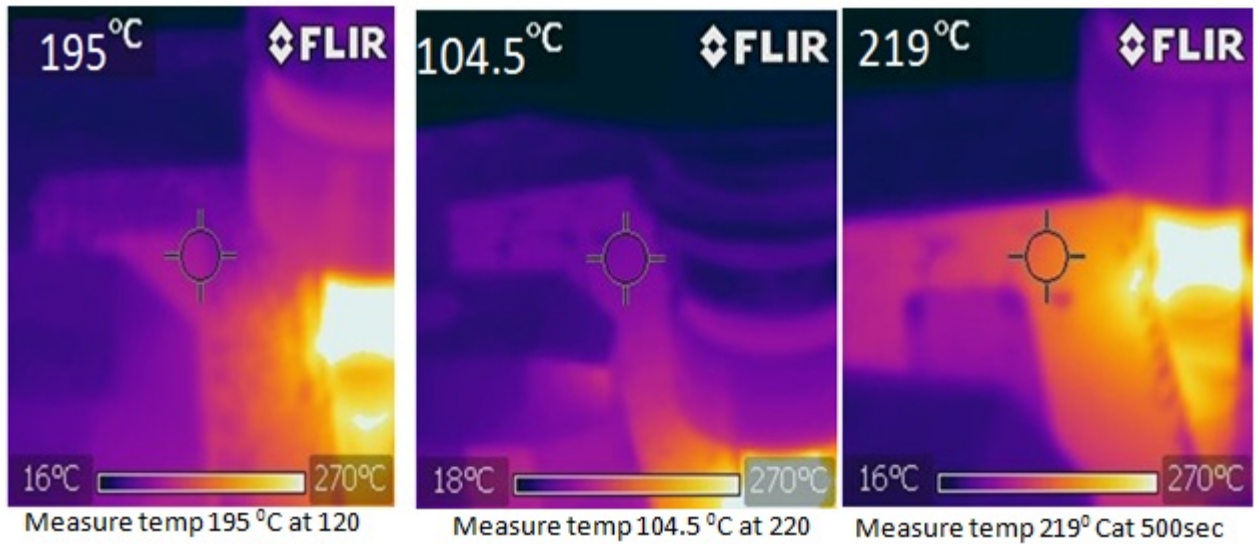 195°C FLIR
104.5°C FLIR
219°C FLIR
16°C 270°C
18°C 270°C
16°C 270°C
Measure temp 195 ⁰C at 120
Measure temp 104.5 ⁰C at 220
Measure temp 219⁰ Cat 500sec